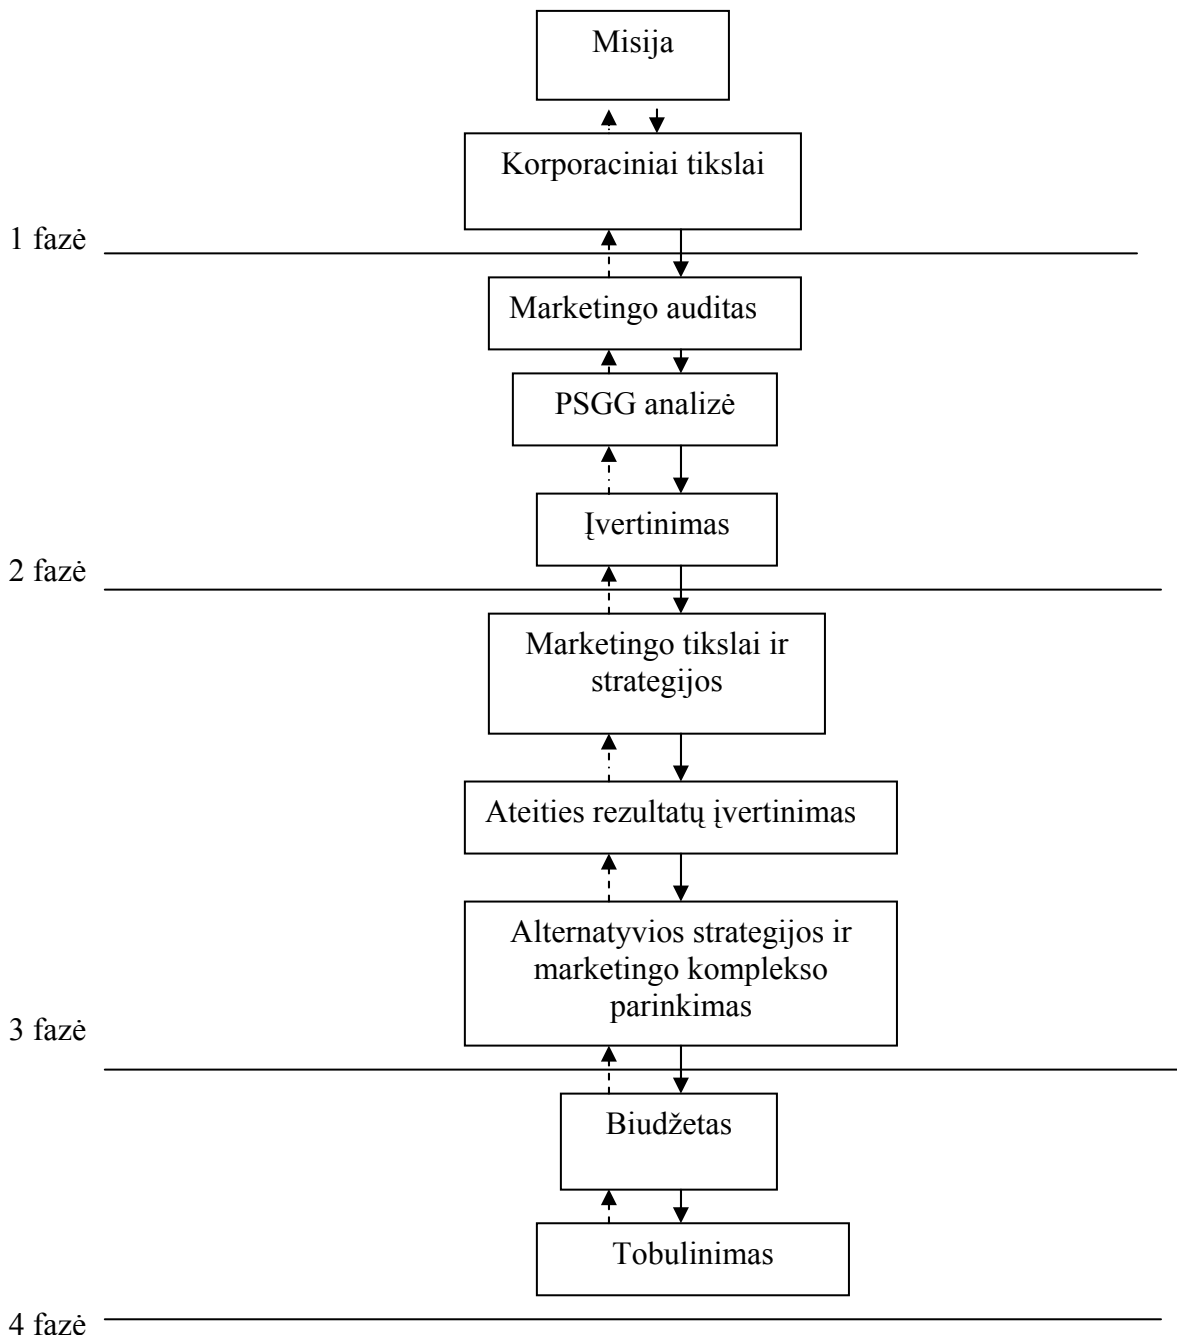 Misija
Korporaciniai tikslai
1 fazė
Marketingo auditas
PSGG analizė
Įvertinimas
2 fazė
Marketingo tikslai ir
strategijos
Ateities rezultatų įvertinimas
Alternatyvios strategijos ir
marketingo komplekso
parinkimas
3 fazė
Biudžetas
Tobulinimas
4 fazė